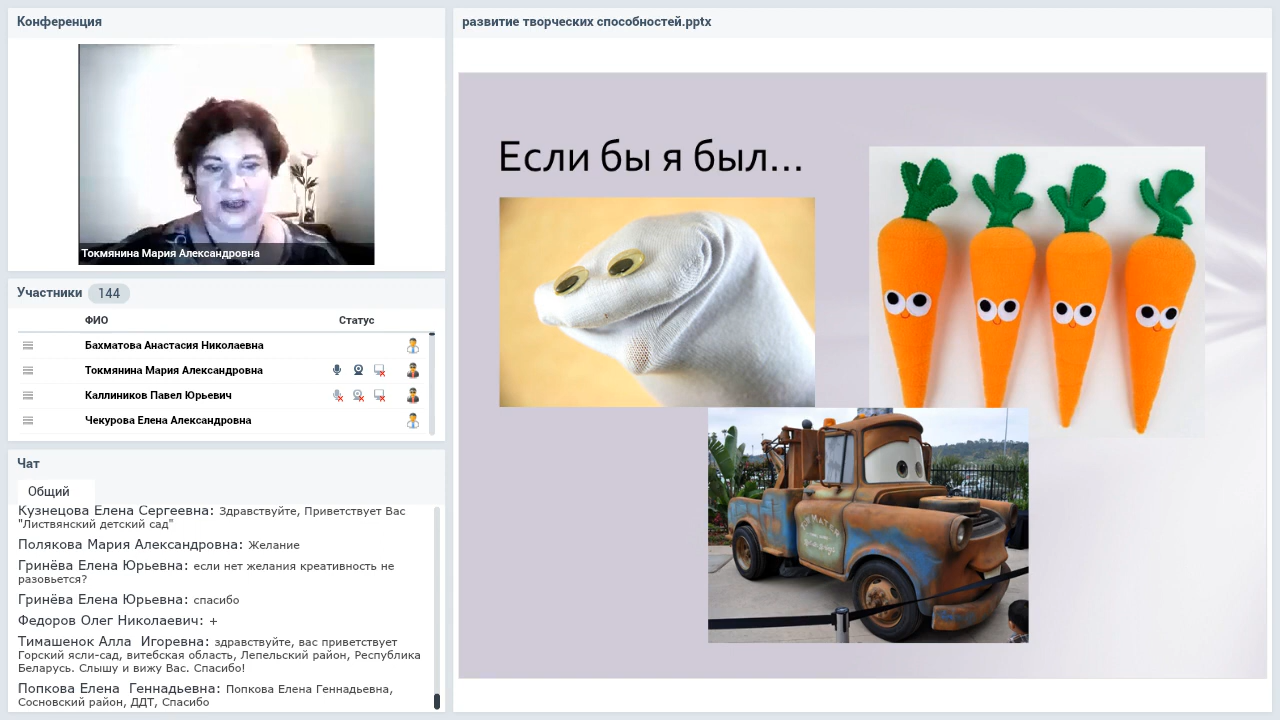 Конференция
Токмянина Мария Александровна
Участники 144
ФИО Статус
Бахматова Анастасия Николаевна
Токмянина Мария Александровна
Каллиников Павел Юрьевич
Чекурова Елена Александровна
Чат
Общий
Кузнецова Елена Сергеевна: Здравствуйте, Приветствует Вас
"Листвянский детский сад"
Полякова Мария Александровна: Желание
Гринёва Елена Юрьевна: если нет желания креативность не
разовьется?
Гринёва Елена Юрьевна: спасибо
Федоров Олег Николаевич: +
Тимашенок Алла Игоревна: здравствуйте, вас приветствует
Горский ясли-сад, витебская область, Лепельский район, Республика
Беларусь. Слышу и вижу Вас. Спасибо!
Попкова Елена Геннадьевна: Попкова Елена Геннадьевна,
Сосновский район, ДДТ, Спасибо
развитие творческих способностей.pptx
Если бы я был...